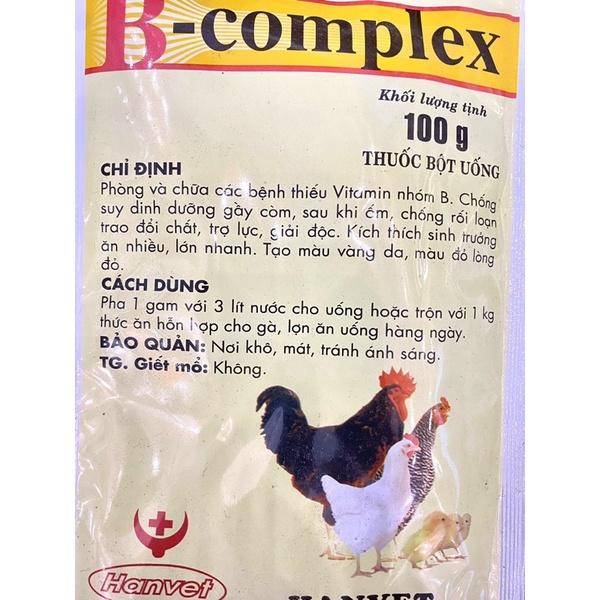 B-complex
Khối lượng tịnh
100 g
THUỐC BỘT UỐNG
CHỈ ĐỊNH
Phòng và chữa các bệnh thiếu Vitamin nhóm B. Chống
suy dinh dưỡng gầy còm, sau khi ốm, chống rối loạn
trao đổi chất, trợ lực, giải độc. Kích thích sinh trưởng
ăn nhiều, lớn nhanh. Tạo màu vàng da, màu đỏ lòng
đỏ.
CÁCH DÙNG
Pha 1 gam với 3 lít nước cho uống hoặc trộn với 1 kg
thức ăn hỗn hợp cho gà, lợn ăn uống hàng ngày.
BẢO QUẢN: Nơi khô, mát, tránh ánh sáng.
TG. Giết mổ: Không.
Hanvet
HANVET